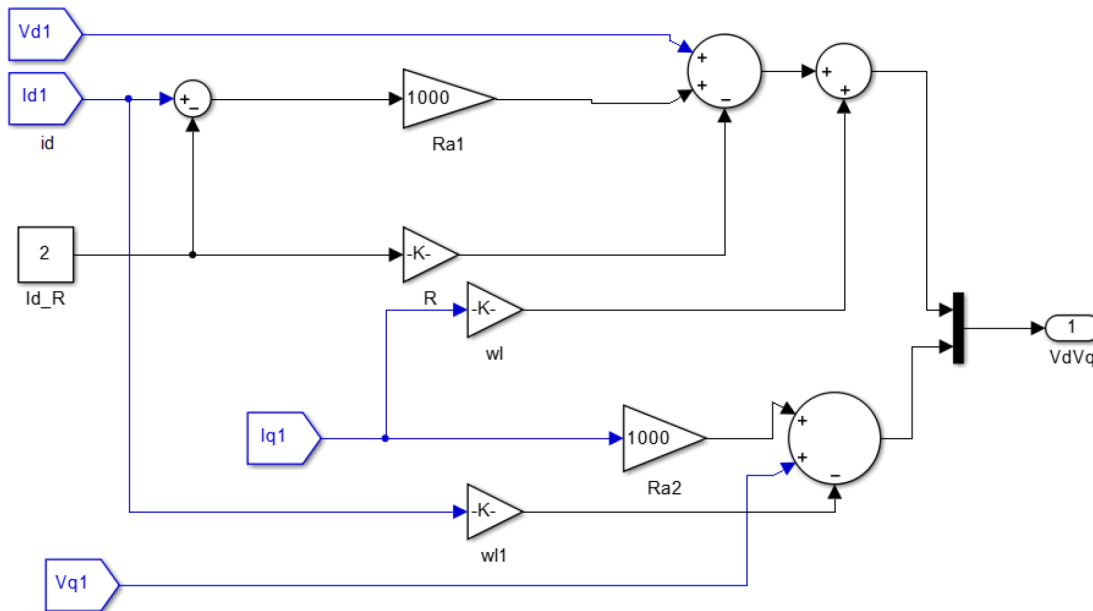 Vd1
Id1
id
1000
Ra1
2
Id_R
-K-
R
-K-
wl
1
VdVq
Iq1
1000
Ra2
-K-
wl1
Vq1